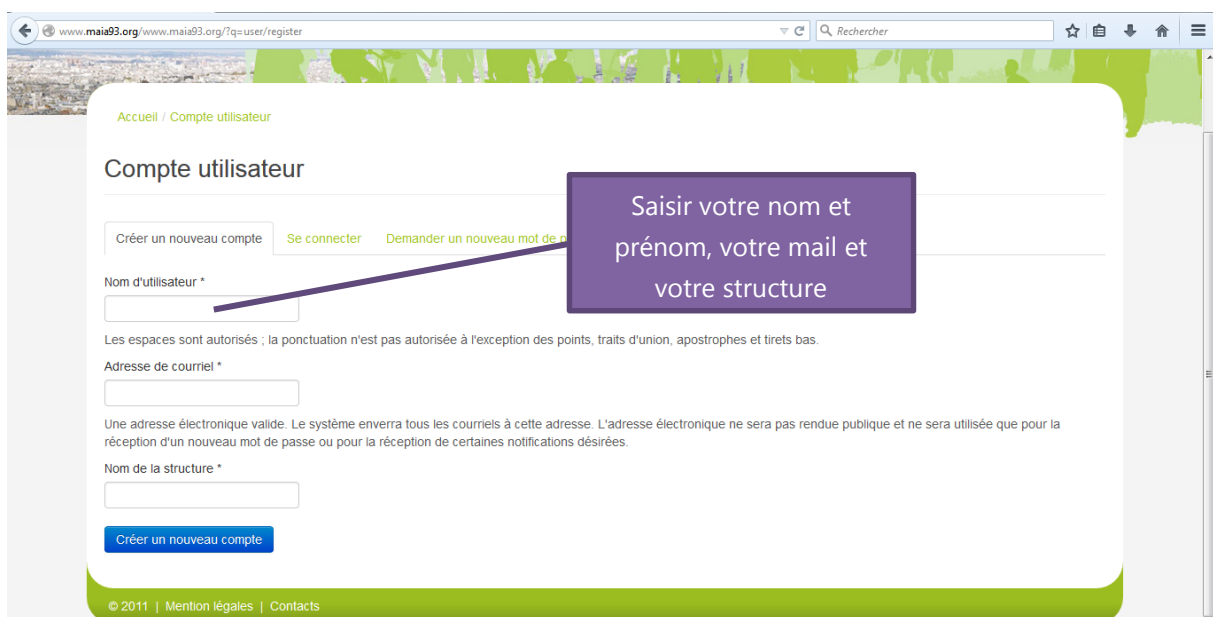 www.maia93.org/www.maia93.org/?q=user/register
Rechercher
Accueil / Compte utilisateur
Compte utilisateur
Créer un nouveau compte
Se connecter
Demander un nouveau mot de p
Saisir votre nom et
prénom, votre mail et
votre structure
Nom d'utilisateur *
Les espaces sont autorisés ; la ponctuation n'est pas autorisée à l'exception des points, traits d'union, apostrophes et tirets bas.
Adresse de courriel *
Une adresse électronique valide. Le système enverra tous les courriels à cette adresse. L'adresse électronique ne sera pas rendue publique et ne sera utilisée que pour la
réception d'un nouveau mot de passe ou pour la réception de certaines notifications désirées.
Nom de la structure *
Créer un nouveau compte
© 2011 | Mention légales | Contacts